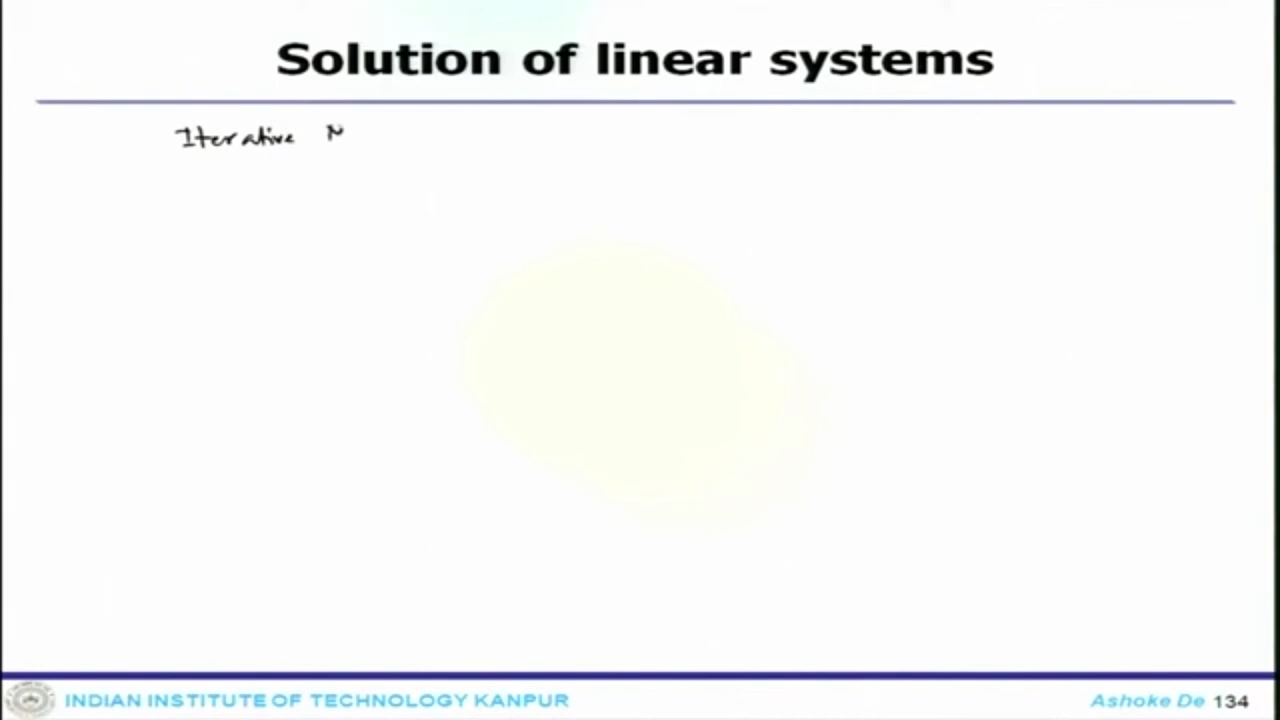 Solution of linear systems
Iterative M
INDIAN INSTITUTE OF TECHNOLOGY KANPUR
Ashoke De 134